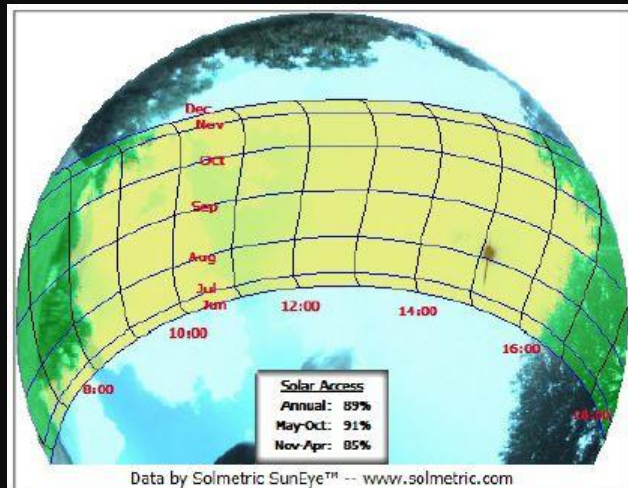 Dec
Nov
Oct
Sep
Aug
Jul
Jun
8:00
10:00
12:00
14:00
16:00
18:00
Solar Access
Annual: 89%
May-Oct: 91%
Nov-Apr: 85%
Data by Solmetric SunEye™ -- www.solmetric.com